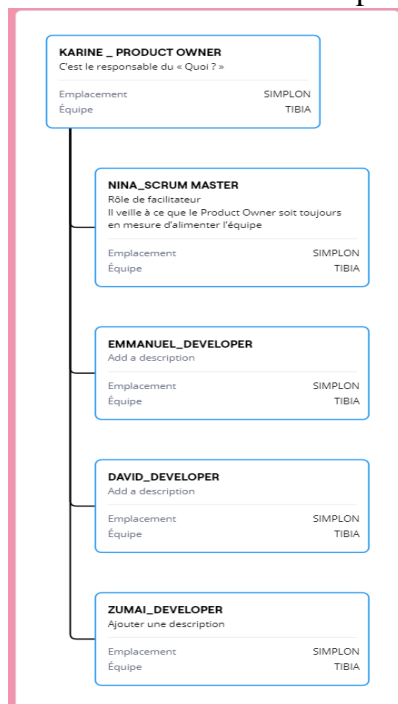 KARINE _ PRODUCT OWNER
C'est le responsable du « Quoi ? »
Emplacement SIMPLON
Équipe TIBIA
NINA_SCRUM MASTER
Rôle de facilitateur
Il veille à ce que le Product Owner soit toujours
en mesure d'alimenter l'équipe
Emplacement SIMPLON
Équipe TIBIA
EMMANUEL_DEVELOPER
Add a description
Emplacement SIMPLON
Équipe TIBIA
DAVID_DEVELOPER
Add a description
Emplacement SIMPLON
Équipe TIBIA
ZUMAI_DEVELOPER
Ajouter une description
Emplacement SIMPLON
Équipe TIBIA